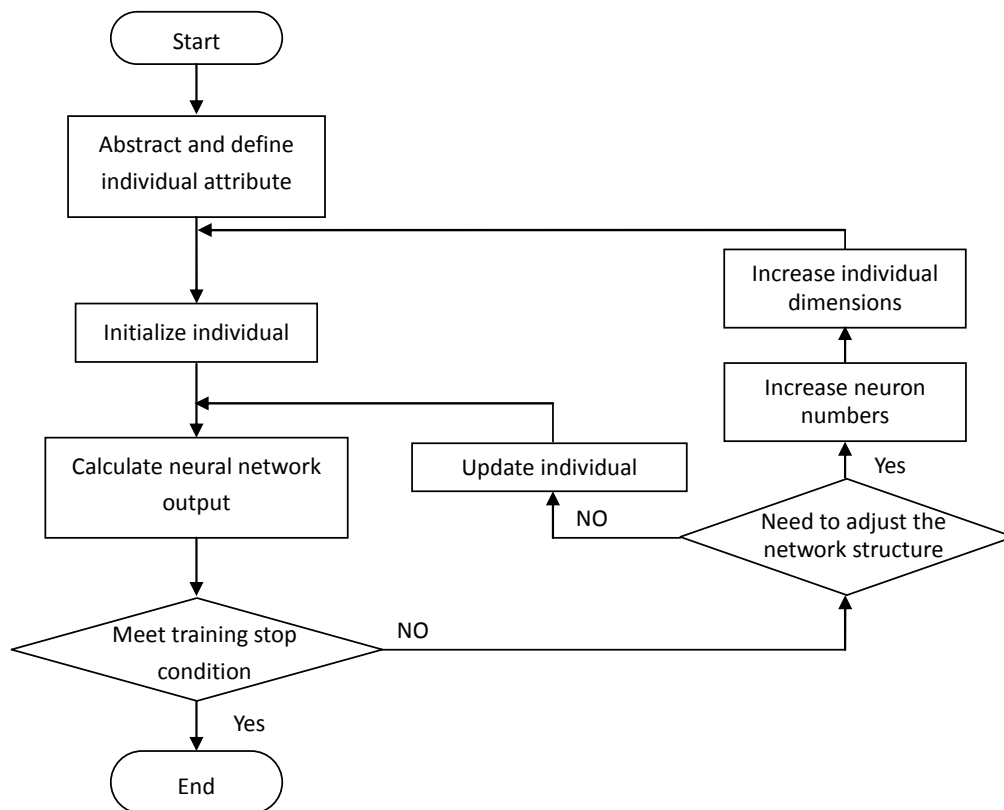 Start
Abstract and define
individual attribute
Increase individual
dimensions
Initialize individual
Increase neuron
numbers
Calculate neural network
output
Update individual
Yes
NO
Need to adjust the
network structure
Meet training stop
condition
NO
Yes
End